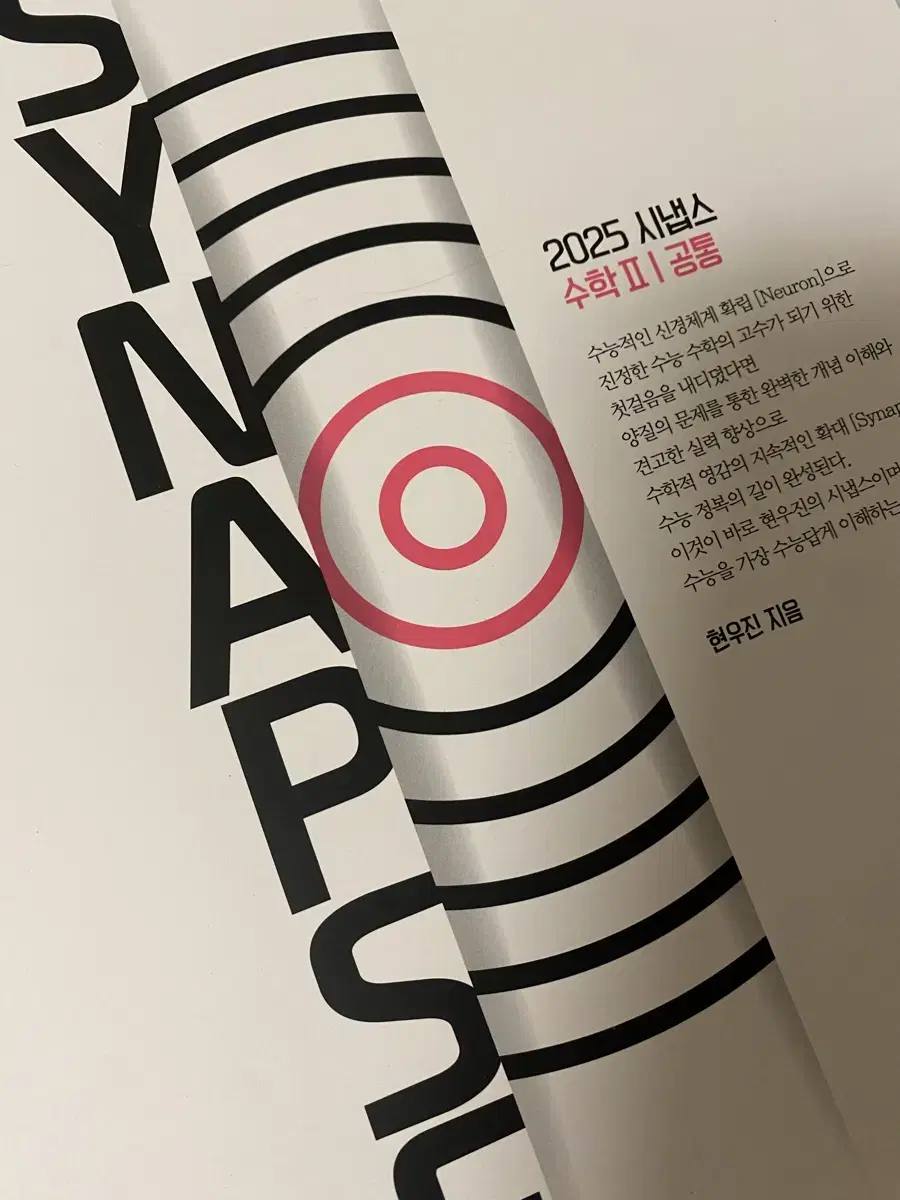 SYNAPSE
2025 시냅스
수학 II | 공통
수능적인 신경체계 확립 [Neuron]으로
진정한 수능 수학의 고수가 되기 위한
첫걸음을 내디뎠다면
양질의 문제를 통한 완벽한 개념 이해와
견고한 실력 향상으로
수학적 영감의 지속적인 확대
수능 정복의 길이 완성된다.
이것이 바로 현우진의 시냅스이며
수능을 가장 수능답게 이해하는
현우진 지음